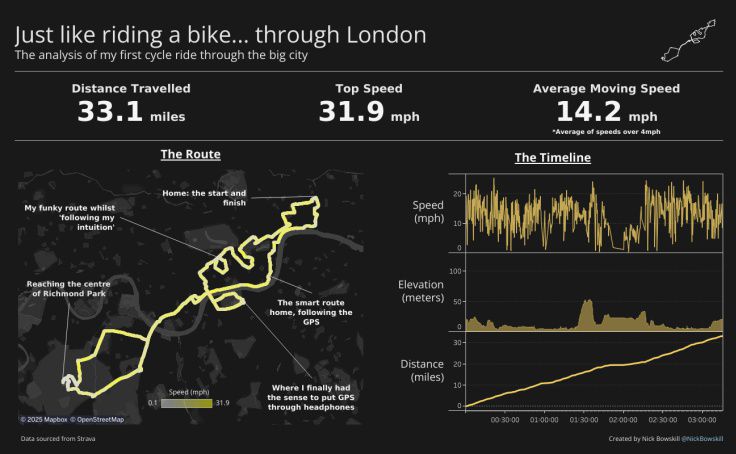 Just like riding a bike... through London
The analysis of my first cycle ride through the big city
Distance Travelled
33.1 miles
Top Speed
31.9 mph
Average Moving Speed
14.2 mph
*Average of speeds over 4mph
The Route
Home: the start and
finish
My funky route whilst
'following my
intuition'
Reaching the centre
of Richmond Park
The smart route
home, following the
GPS
Where I finally had
the sense to put GPS
through headphones
Speed (mph)
0.1 31.9
© 2025 Mapbox © OpenStreetMap
The Timeline
Speed
(mph)
20
10
0
Elevation
(meters)
100
50
0
Distance
(miles)
30
20
10
0
00:30:00 01:00:00 01:30:00 02:00:00 02:30:00 03:00:00
Data sourced from Strava
Created by Nick Bowskill @NickBowskill